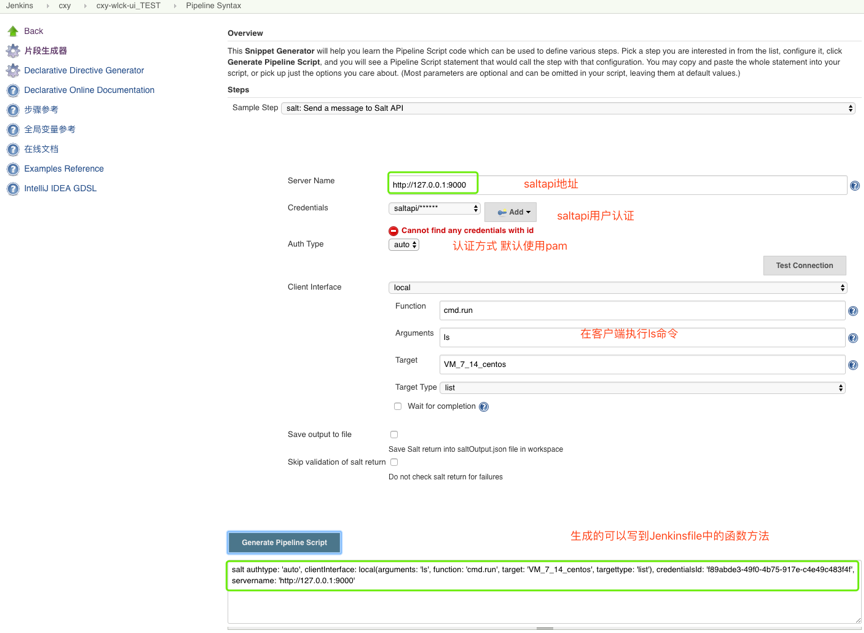 Jenkins › cxy › cxy-wlck-ui_TEST › Pipeline Syntax
Back
片段生成器
Declarative Directive Generator
Declarative Online Documentation
步骤参考
全局变量参考
在线文档
Examples Reference
IntelliJ IDEA GDSL
Overview
This Snippet Generator will help you learn the Pipeline Script code which can be used to define various steps. Pick a step you are interested in from the list, configure it, click
Generate Pipeline Script, and you will see a Pipeline Script statement that would call the step with that configuration. You may copy and paste the whole statement into your
script, or pick up just the options you care about. (Most parameters are optional and can be omitted in your script, leaving them at default values.)
Steps
Sample Step salt: Send a message to Salt API
Server Name http://127.0.0.1:9000 saltapi地址
Credentials saltapi/****** Add saltapi用户认证
Cannot find any credentials with id
Auth Type auto 认证方式 默认使用pam
Test Connection
Client Interface local
Function cmd.run
Arguments ls 在客户端执行ls命令
Target VM_7_14_centos
Target Type list
Wait for completion
Save output to file
Save Salt return into saltOutput.json file in workspace
Skip validation of salt return
Do not check salt return for failures
生成的可以写到Jenkinsfile中的函数方法
Generate Pipeline Script
salt authtype: 'auto', clientInterface: local(arguments: 'ls', function: 'cmd.run', target: 'VM_7_14_centos', targettype: 'list'), credentialsId: 'f89abde3-49f0-4b75-917e-c4e49c483f4f',
servername: 'http://127.0.0.1:9000'